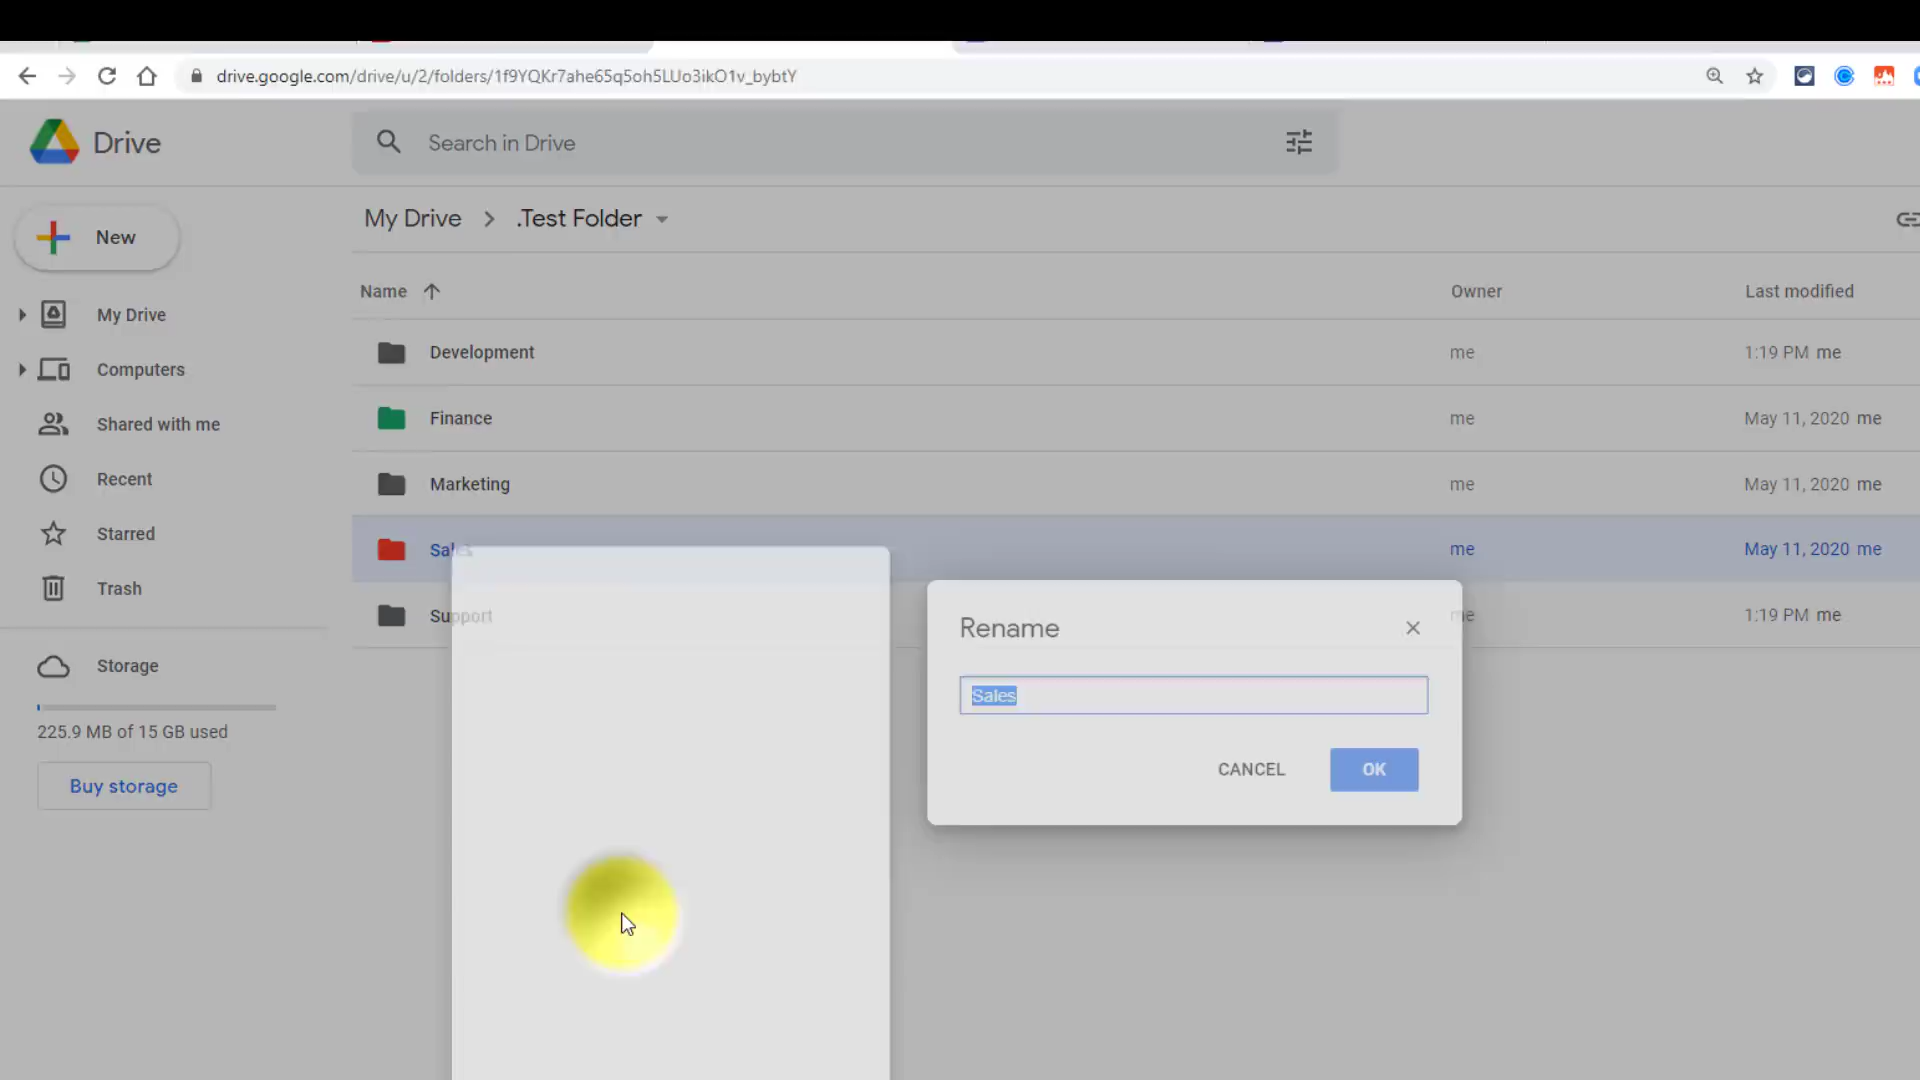 drive.google.com/drive/u/2/folders/1f9YQKr7ahe65q5oh5LUo3ikO1v_bybtY
Drive
Search in Drive
New
My Drive > .Test Folder
Name Owner Last modified
My Drive
Computers
Shared with me
Recent
Starred
Trash
Storage
225.9 MB of 15 GB used
Buy storage
Development me 1:19 PM me
Finance me May 11, 2020 me
Marketing me May 11, 2020 me
Sales me May 11, 2020 me
Support me 1:19 PM me
Rename
Sales
CANCEL OK